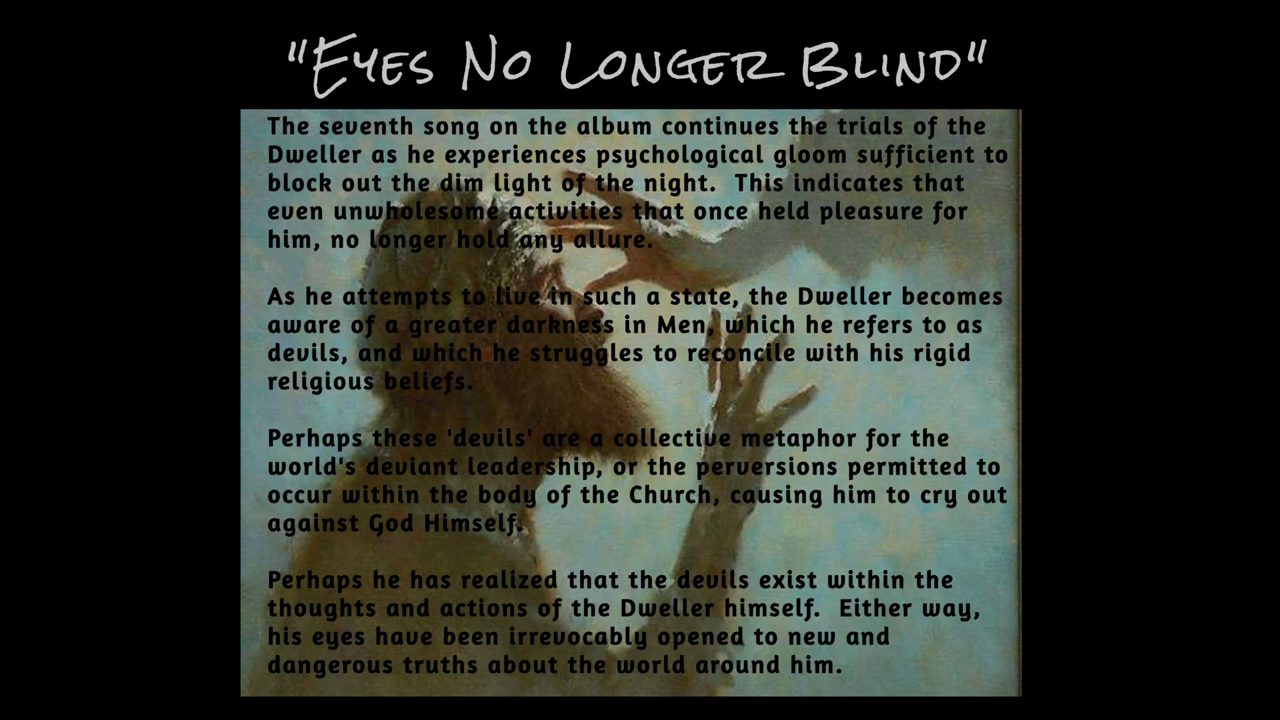 "Eyes No Longer Blind"
The seventh song on the album continues the trials of the
Dweller as he experiences psychological gloom sufficient to
block out the dim light of the night.  This indicates that
even unwholesome activities that once held pleasure for
him, no longer hold any allure.
As he attempts to live in such a state, the Dweller becomes
aware of a greater darkness in Men, which he refers to as
devils, and which he struggles to reconcile with his rigid
religious beliefs.
Perhaps these 'devils' are a collective metaphor for the
world's deviant leadership, or the perversions permitted to
occur within the body of the Church, causing him to cry out
against God Himself.
Perhaps he has realized that the devils exist within the
thoughts and actions of the Dweller himself.  Either way,
his eyes have been irrevocably opened to new and
dangerous truths about the world around him.